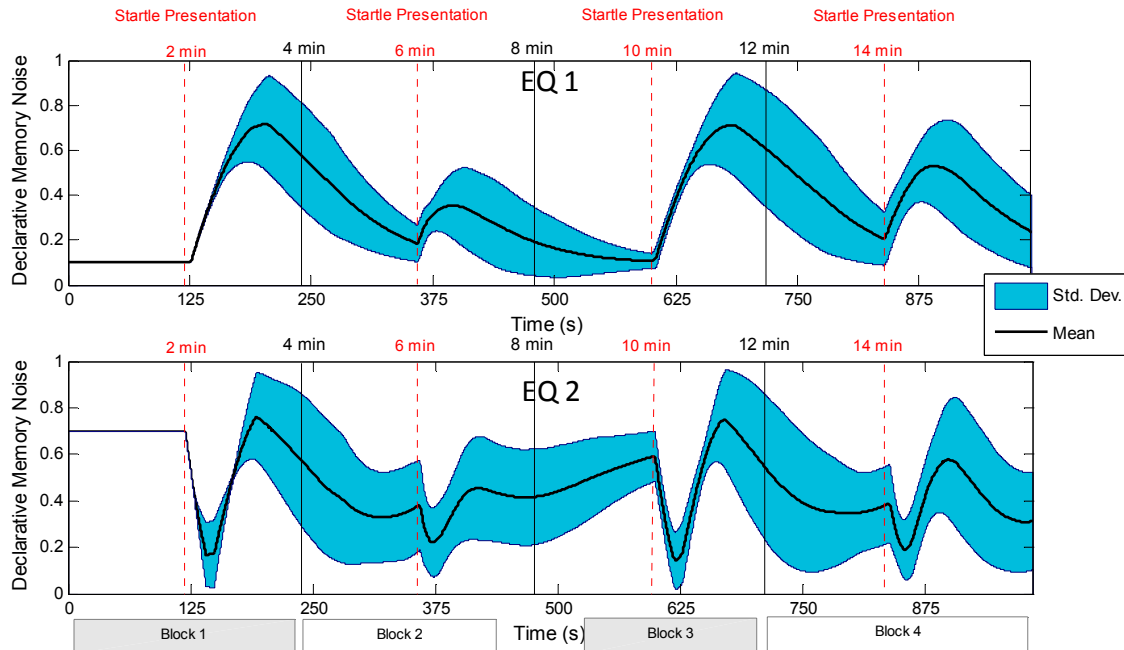 Startle Presentation Startle Presentation Startle Presentation Startle Presentation
2 min 4 min 6 min 8 min 10 min 12 min 14 min
EQ 1
Declarative Memory Noise
1
0.8
0.6
0.4
0.2
0
0 125 250 375 500 625 750 875
Time (s)
Std. Dev.
Mean
2 min 4 min 6 min 8 min 10 min 12 min 14 min
EQ 2
Declarative Memory Noise
1
0.8
0.6
0.4
0.2
0
0 125 250 375 500 625 750 875
Block 1 Block 2 Time (s) Block 3 Block 4